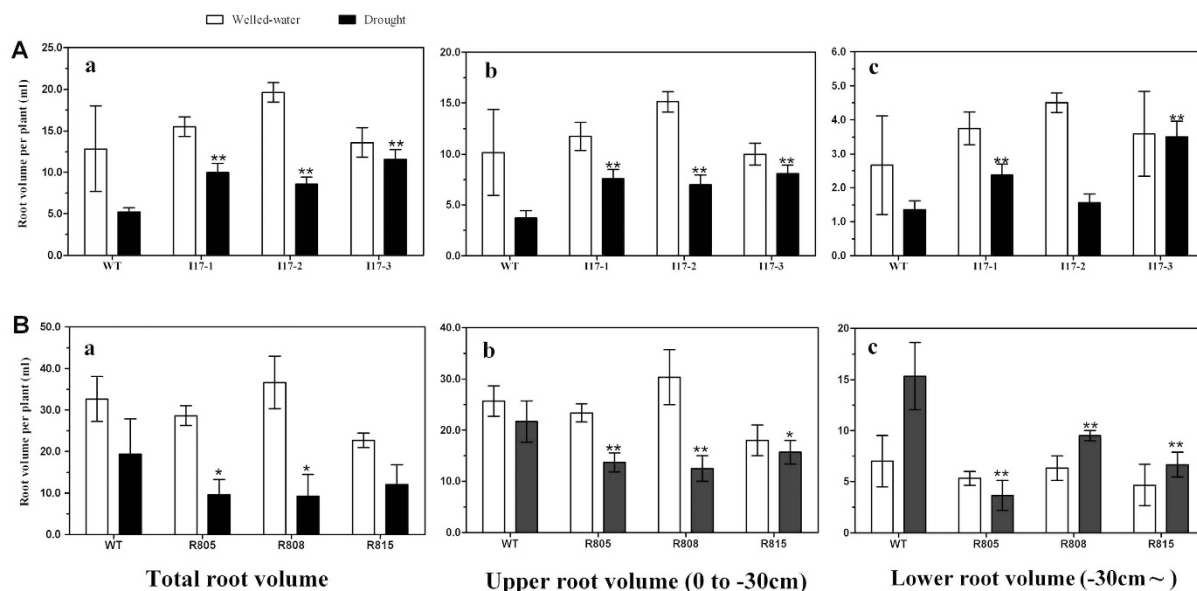 Welled-water Drought
A
Root volume per plant (ml)
a
25.0
20.0
15.0
10.0
5.0
0.0
WT I17-1 I17-2 I17-3
** ** **
b
20.0
15.0
10.0
5.0
0.0
WT I17-1 I17-2 I17-3
** ** **
c
6.0
5.0
4.0
3.0
2.0
1.0
0.0
WT I17-1 I17-2 I17-3
** **
B
Root volume per plant (ml)
a
50.0
40.0
30.0
20.0
10.0
0.0
WT R805 R808 R815
* *
Total root volume
b
40.0
30.0
20.0
10.0
0.0
WT R805 R808 R815
** ** *
Upper root volume (0 to -30cm)
c
20
15
10
5
0
WT R805 R808 R815
** ** **
Lower root volume (-30cm ~ )